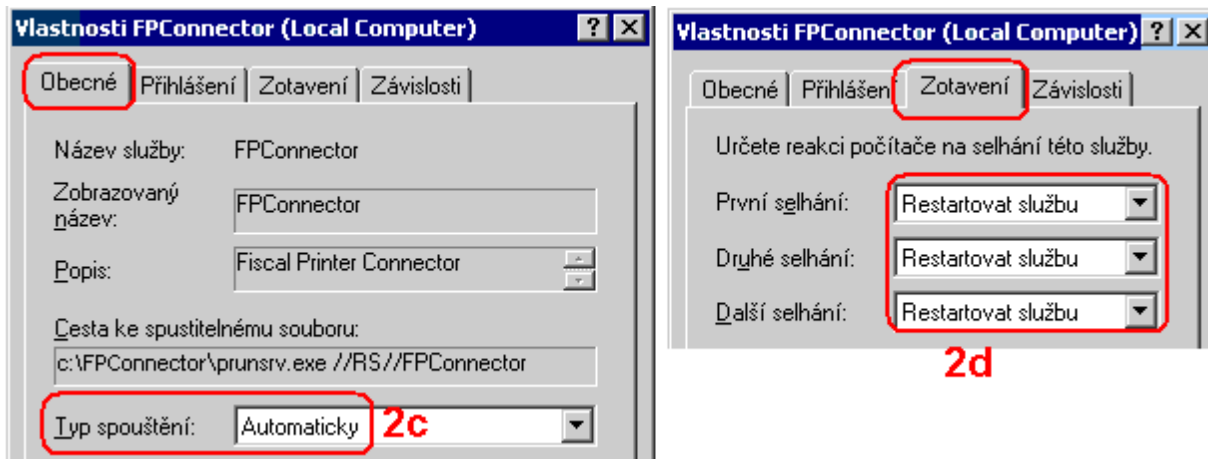 Vlastnosti FPConnector (Local Computer)
Obecné Přihlášení Zotavení Závislosti
Název služby: FPConnector
Zobrazovaný název: FPConnector
Popis: Fiscal Printer Connector
Cesta ke spustitelnému souboru:
c:\FPConnector\prunsrv.exe //RS//FPConnector
Typ spouštění: Automaticky 2c
Vlastnosti FPConnector (Local Computer)
Obecné Přihlášení Zotavení Závislosti
Určete reakci počítače na selhání této služby.
První selhání: Restartovat službu
Druhé selhání: Restartovat službu
Další selhání: Restartovat službu
2d